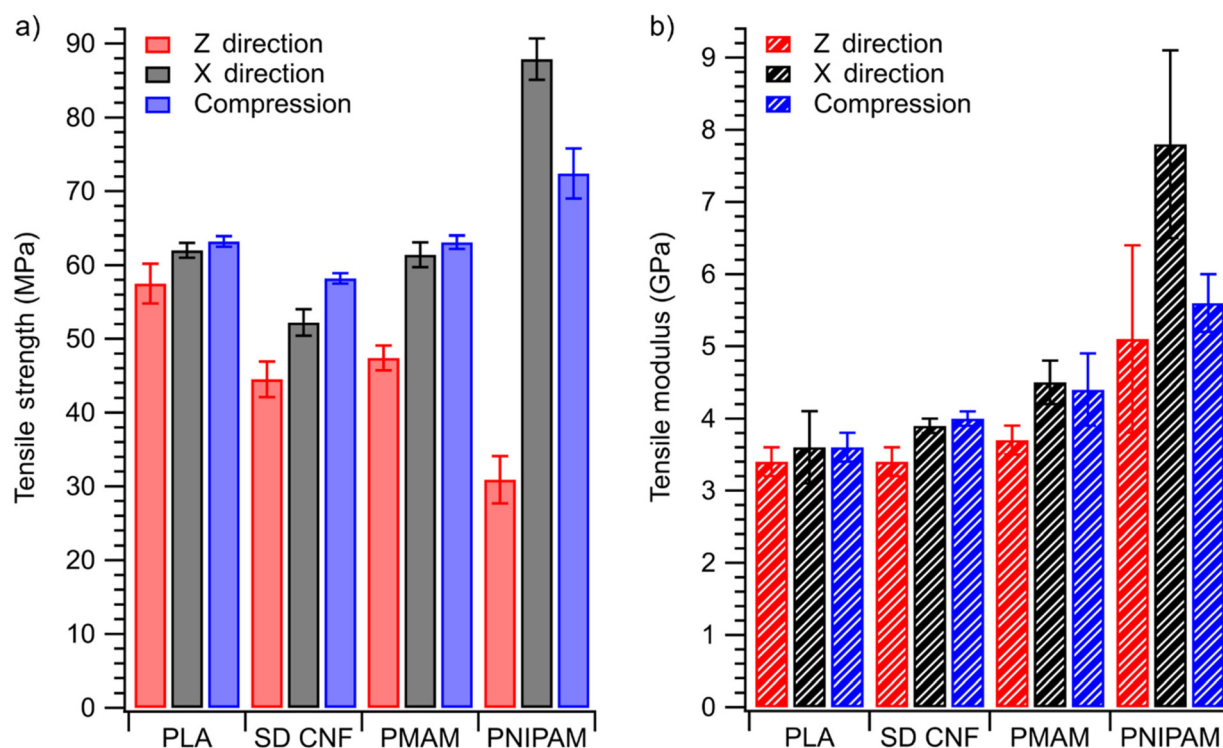 a)
Z direction
X direction
Compression
Tensile strength (MPa)
90
80
70
60
50
40
30
20
10
0
PLA SD CNF PMAM PNIPAM
b)
Z direction
X direction
Compression
Tensile modulus (GPa)
9
8
7
6
5
4
3
2
1
0
PLA SD CNF PMAM PNIPAM